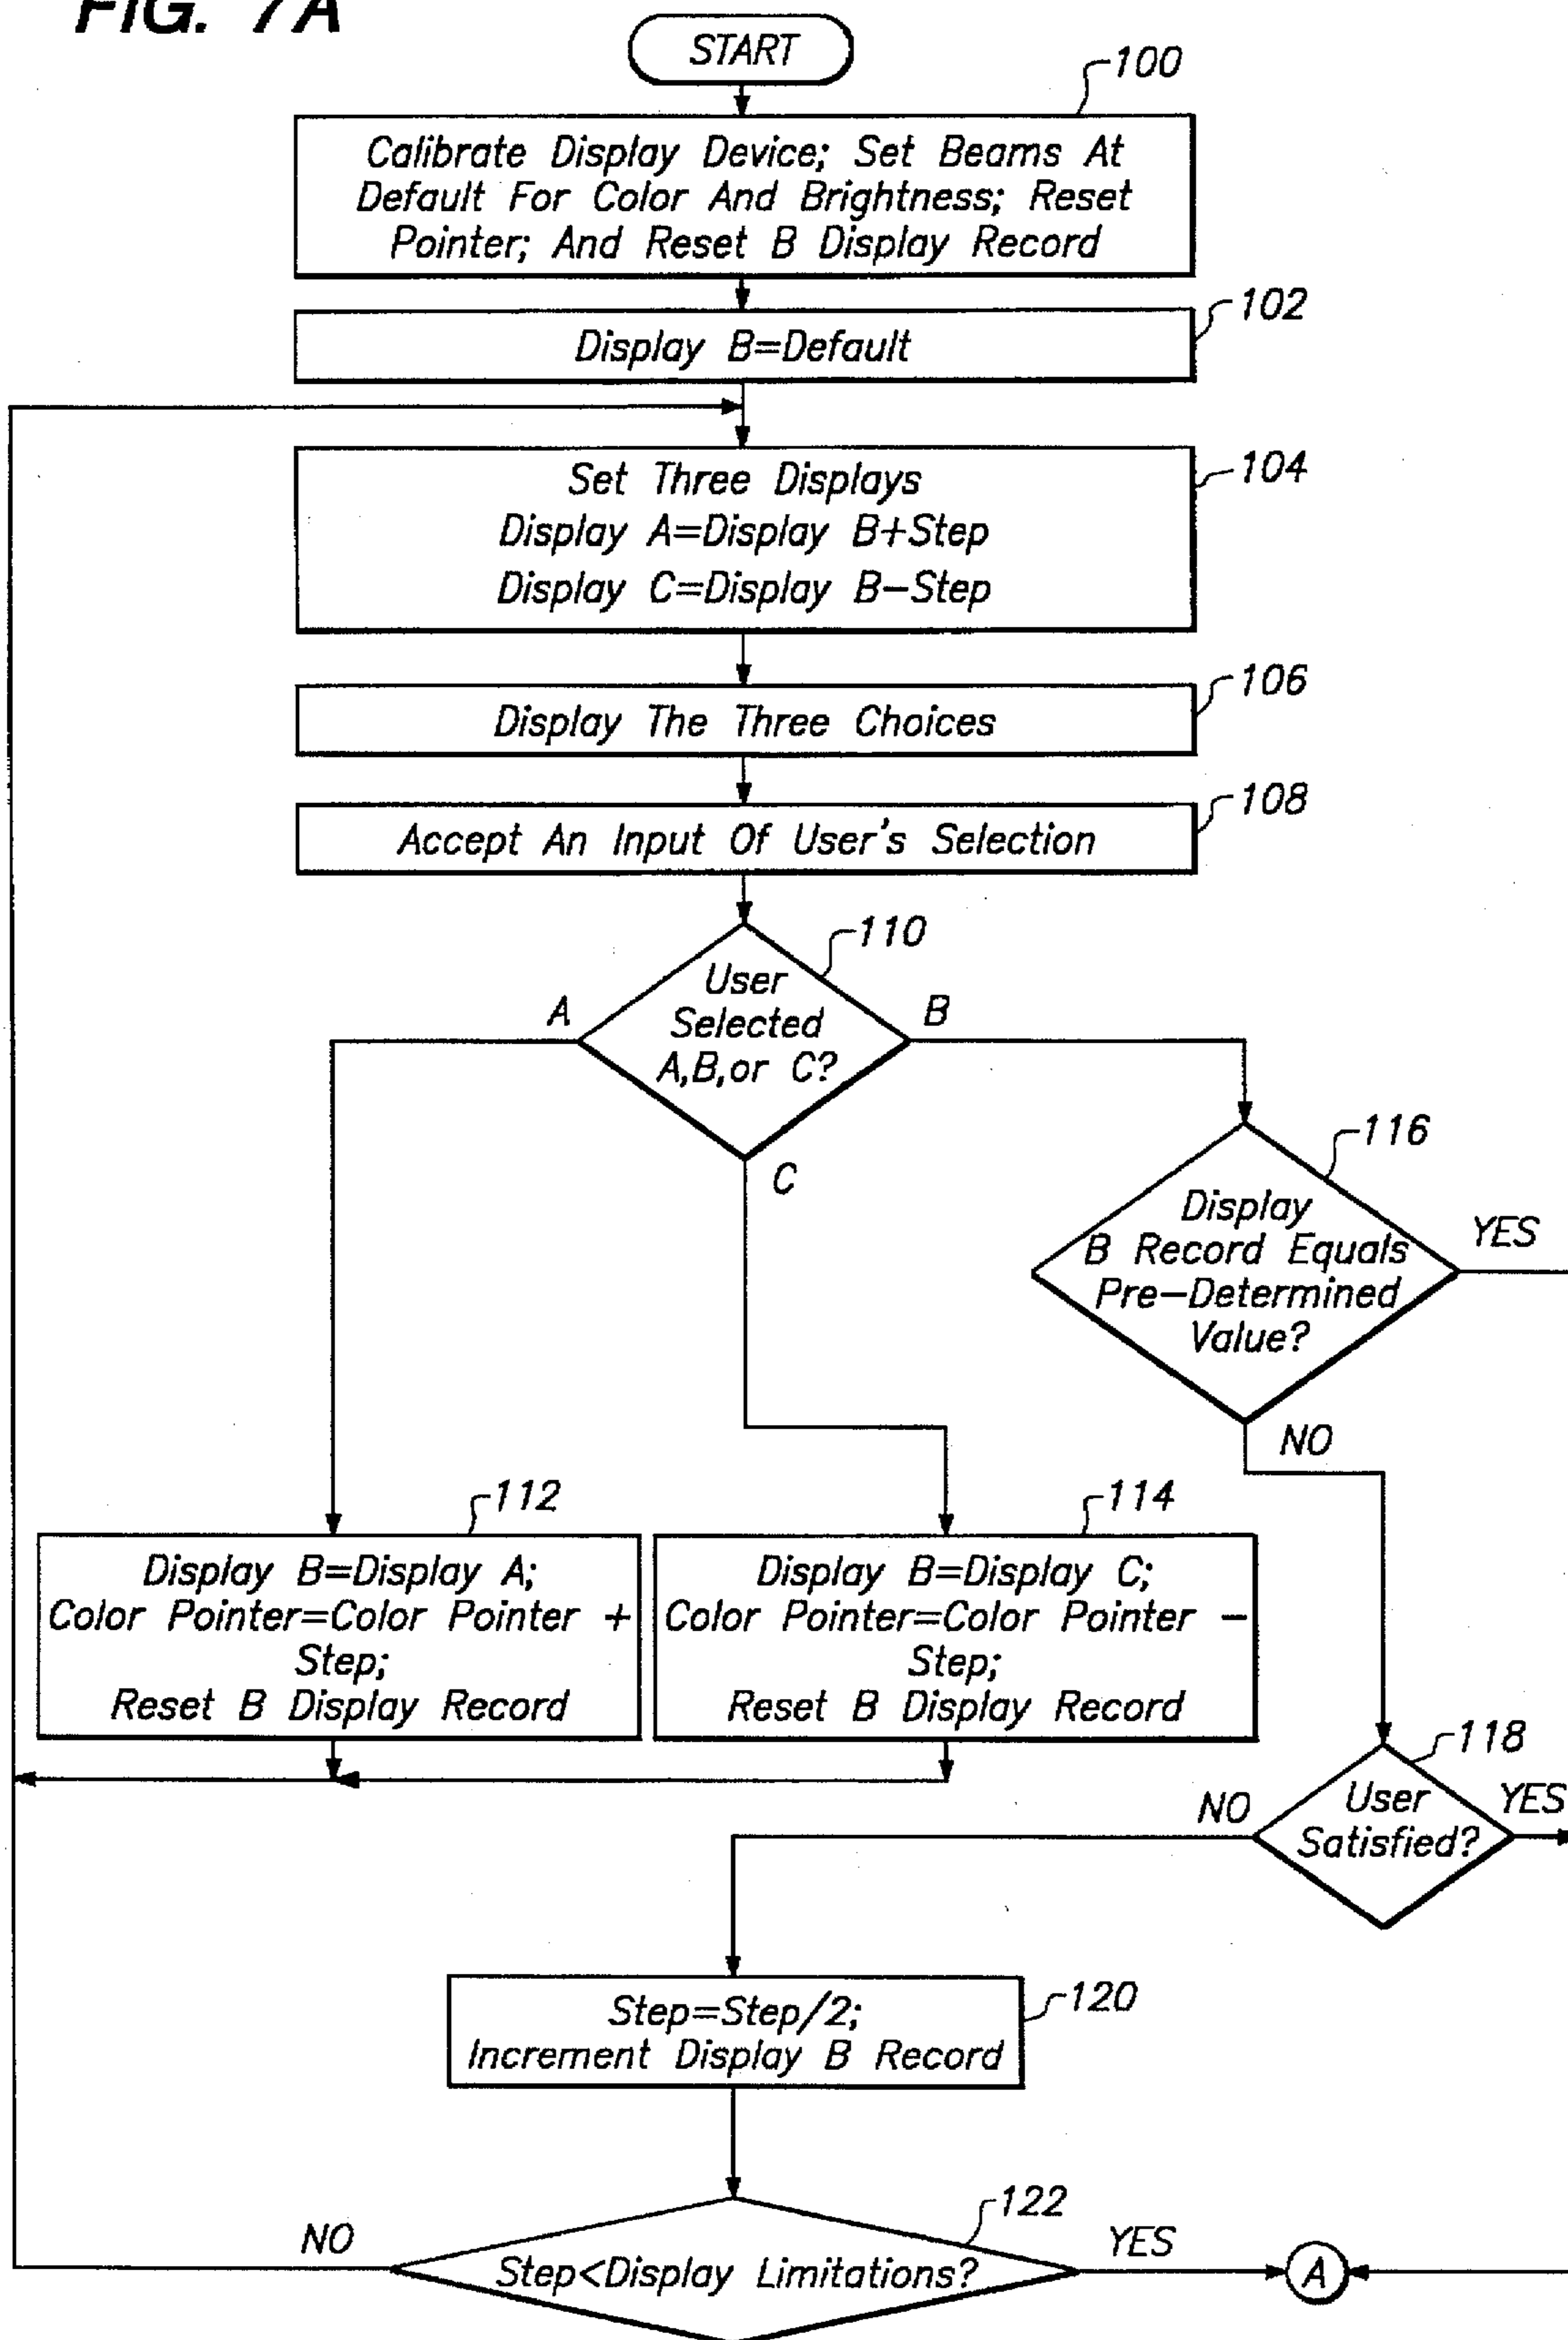 FIG. 7A
START
100
Calibrate Display Device; Set Beams At
Default For Color And Brightness; Reset
Pointer; And Reset B Display Record
102
Display B=Default
104
Set Three Displays
Display A=Display B+Step
Display C=Display B−Step
106
Display The Three Choices
108
Accept An Input Of User's Selection
110
User
Selected
A,B,or C?
A
B
C
116
Display
B Record Equals
Pre-Determined
Value?
YES
NO
112
Display B=Display A;
Color Pointer=Color Pointer +
Step;
Reset B Display Record
114
Display B=Display C;
Color Pointer=Color Pointer −
Step;
Reset B Display Record
118
User
Satisfied?
NO
YES
120
Step=Step/2;
Increment Display B Record
122
Step<Display Limitations?
NO
YES
A